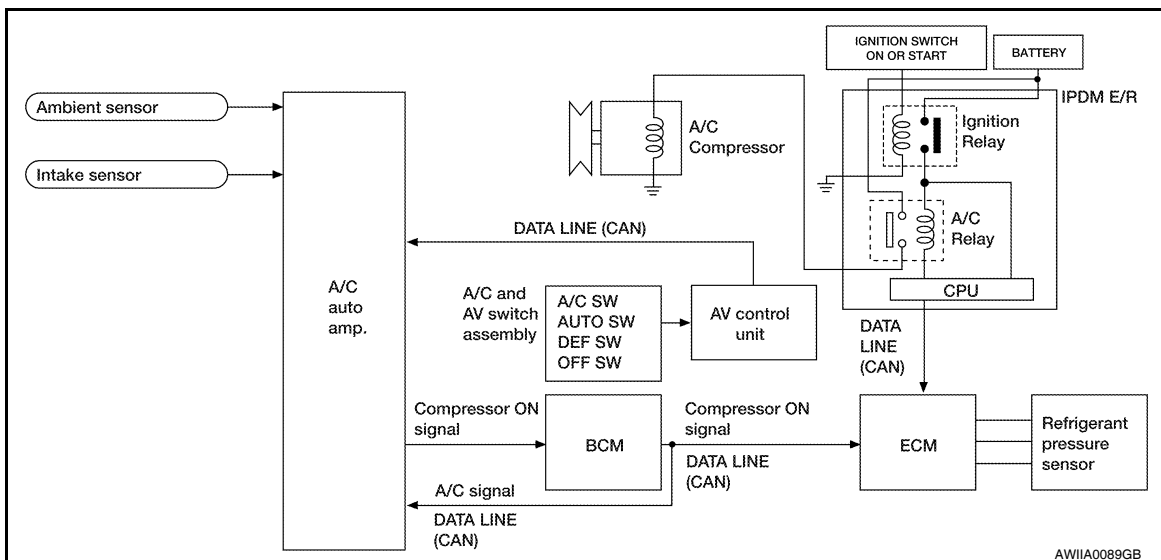 IGNITION SWITCH
ON OR START
BATTERY
IPDM E/R
Ambient sensor
Ignition
Relay
A/C
Compressor
Intake sensor
A/C
Relay
DATA LINE (CAN)
A/C
auto
amp.
A/C and
AV switch
assembly
A/C SW
AUTO SW
DEF SW
OFF SW
AV control
unit
CPU
DATA
LINE
(CAN)
Compressor ON
signal
BCM
Compressor ON
signal
DATA LINE
(CAN)
ECM
Refrigerant
pressure
sensor
A/C signal
DATA LINE
(CAN)
AWIIA0089GB